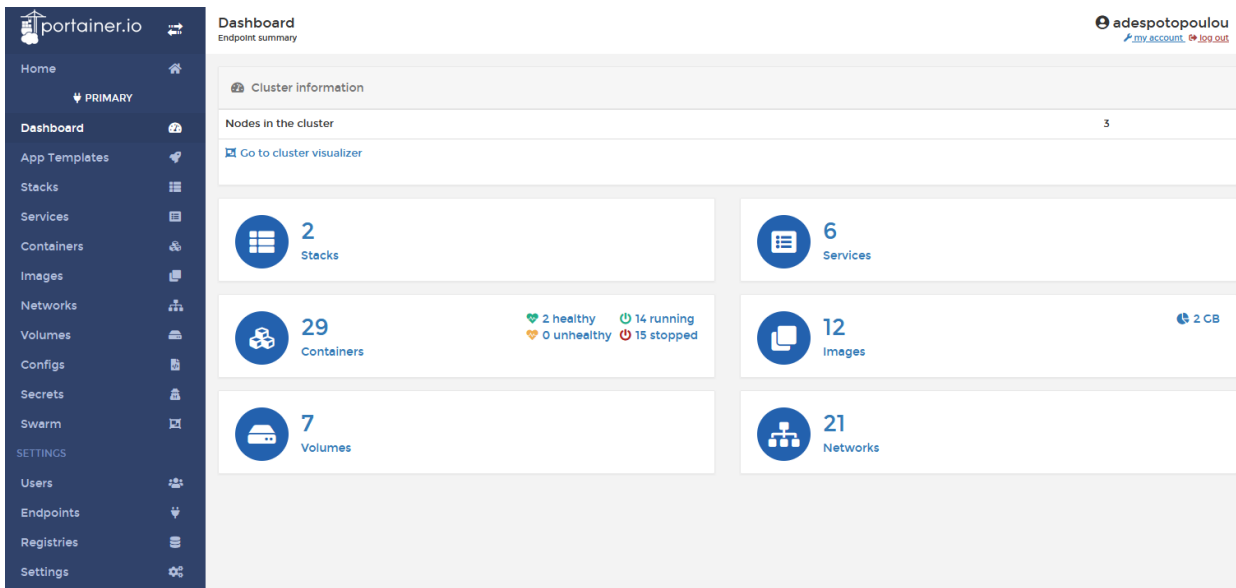 portainer.io
Home
PRIMARY
Dashboard
App Templates
Stacks
Services
Containers
Images
Networks
Volumes
Configs
Secrets
Swarm
SETTINGS
Users
Endpoints
Registries
Settings
Dashboard
Endpoint summary
adespotopoulou
my account log out
Cluster information
Nodes in the cluster 3
Go to cluster visualizer
2
Stacks
6
Services
29
Containers
2 healthy 14 running
0 unhealthy 15 stopped
12
Images
2 GB
7
Volumes
21
Networks